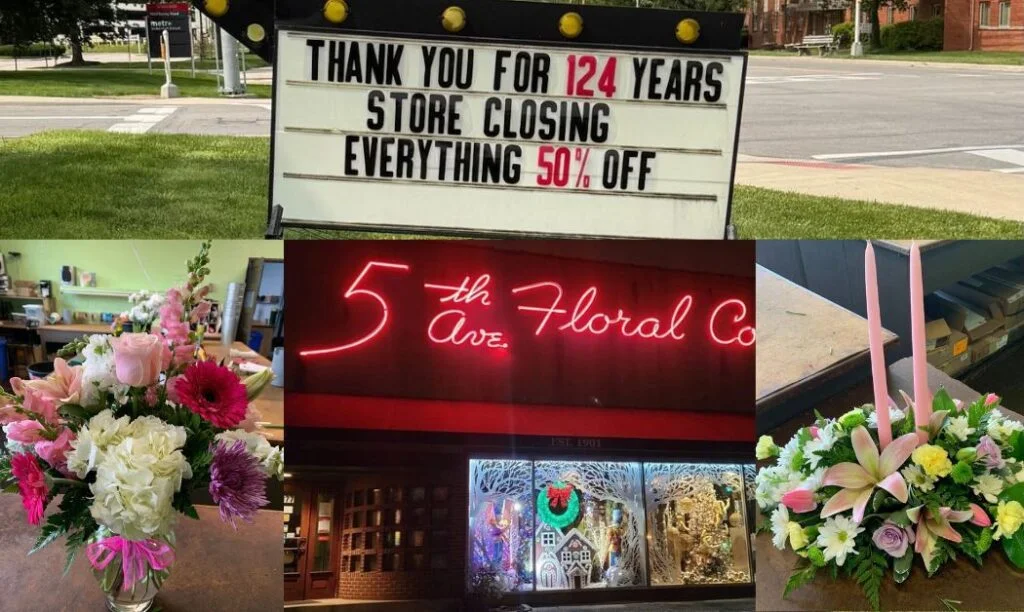 THANK YOU FOR 124 YEARS
STORE CLOSING
EVERYTHING 50% OFF
5th Ave. Floral Co
EST. 1901